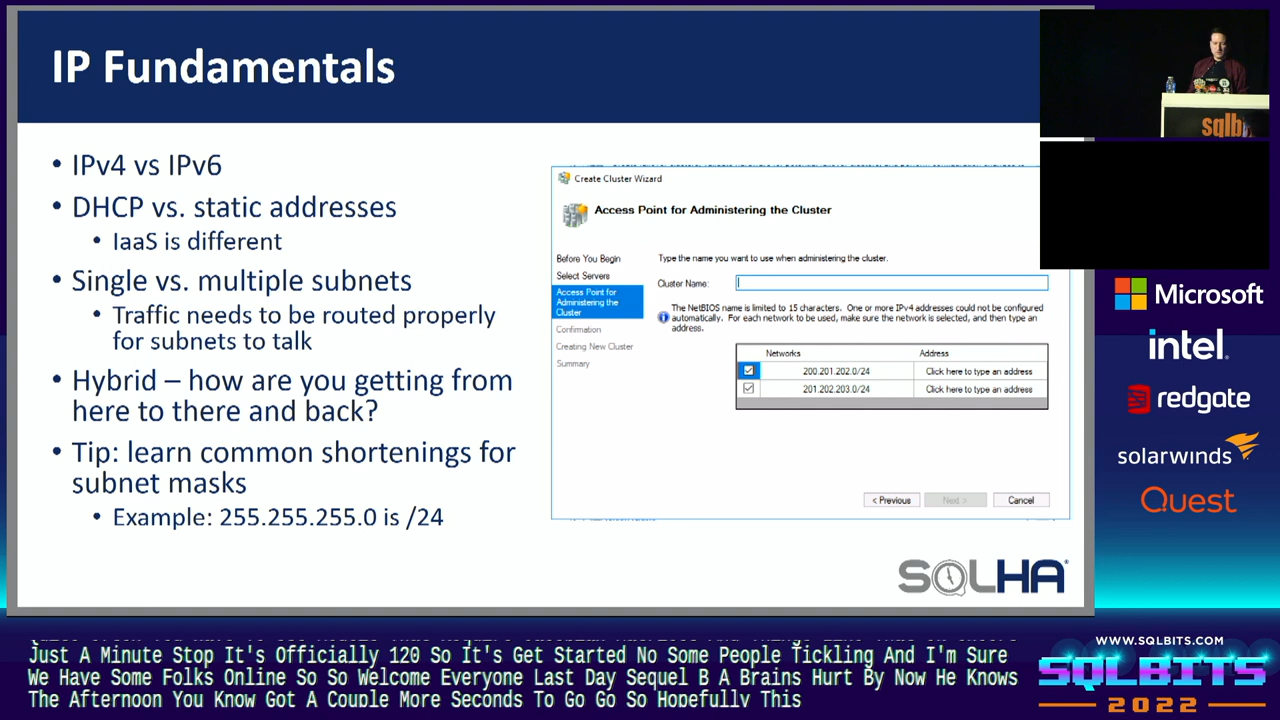 IP Fundamentals
• IPv4 vs IPv6
• DHCP vs. static addresses
• IaaS is different
• Single vs. multiple subnets
• Traffic needs to be routed properly
for subnets to talk
• Hybrid – how are you getting from
here to there and back?
• Tip: learn common shortenings for
subnet masks
• Example: 255.255.255.0 is /24
Create Cluster Wizard
Access Point for Administering the Cluster
Before You Begin
Select Servers
Access Point for
Administering the
Cluster
Confirmation
Creating New Cluster
Summary
Type the name you want to use when administering the cluster.
Cluster Name:
The NetBIOS name is limited to 15 characters. One or more IPv4 addresses could not be configured
automatically. For each network to be used, make sure the network is selected, and then type an
address.
Networks Address
200.201.202.0/24 Click here to type an address
201.202.203.0/24 Click here to type an address
< Previous Next > Cancel
SQLHA
sqlb
Microsoft
intel.
redgate
solarwinds
Quest
Just A Minute Stop It's Officially 120 So It's Get Started No Some People Tickling And I'm Sure
We Have Some Folks Online So So Welcome Everyone Last Day Sequel B A Brains Hurt By Now He Knows
The Afternoon You Know Got A Couple More Seconds To Go Go So Hopefully This
WWW.SQLBITS.COM
SQLBITS
2022